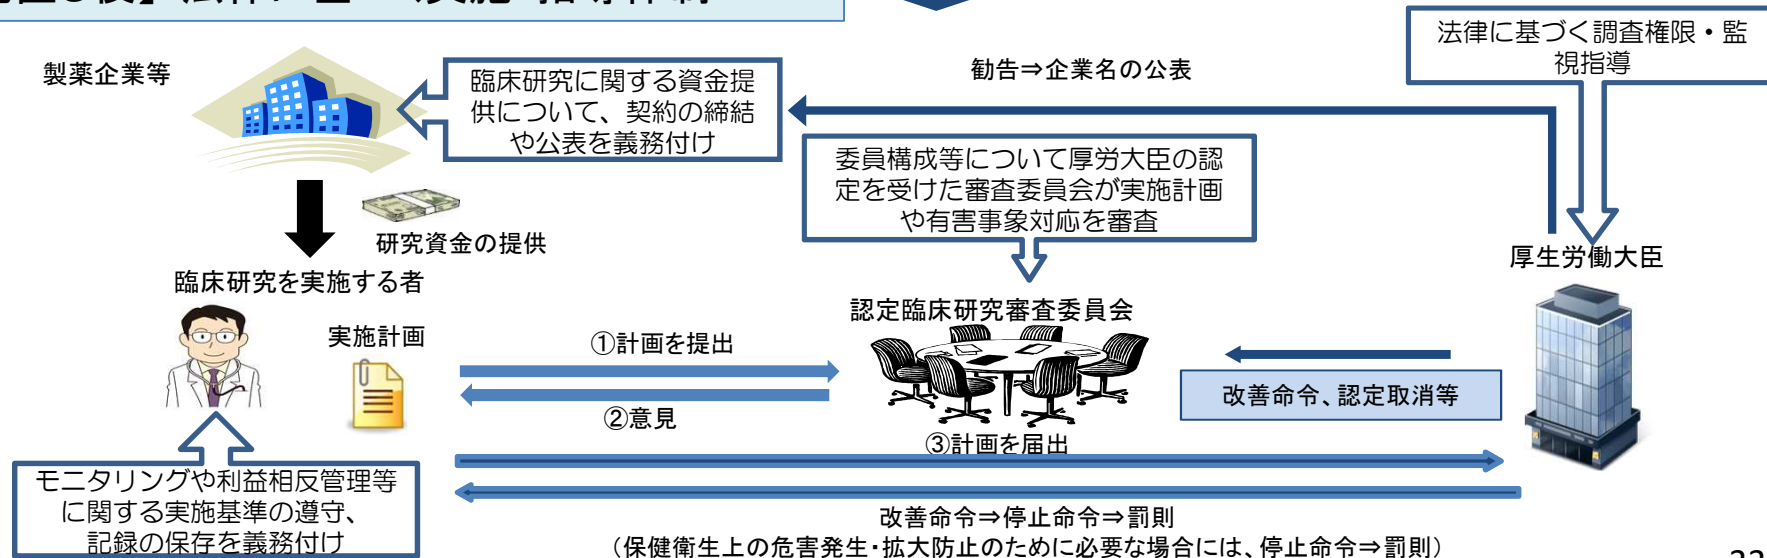 製薬企業等
臨床研究に関する資金提
供について、契約の締結
や公表を義務付け
勧告⇒企業名の公表
法律に基づく調査権限・監
視指導
委員構成等について厚労大臣の認
定を受けた審査委員会が実施計画
や有害事象対応を審査
研究資金の提供
厚生労働大臣
臨床研究を実施する者
認定臨床研究審査委員会
実施計画
①計画を提出
②意見
改善命令、認定取消等
③計画を届出
モニタリングや利益相反管理等
に関する実施基準の遵守、
記録の保存を義務付け
改善命令⇒停止命令⇒罰則
（保健衛生上の危害発生・拡大防止のために必要な場合には、停止命令⇒罰則）